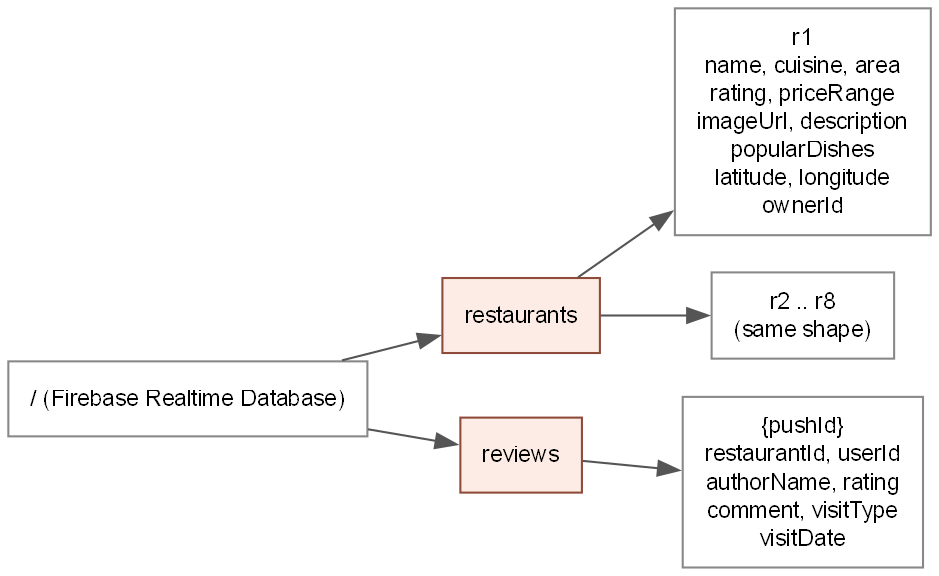 / (Firebase Realtime Database)
restaurants
r1
name, cuisine, area
rating, priceRange
imageUrl, description
popularDishes
latitude, longitude
ownerId
r2 .. r8
(same shape)
reviews
{pushId}
restaurantId, userId
authorName, rating
comment, visitType
visitDate